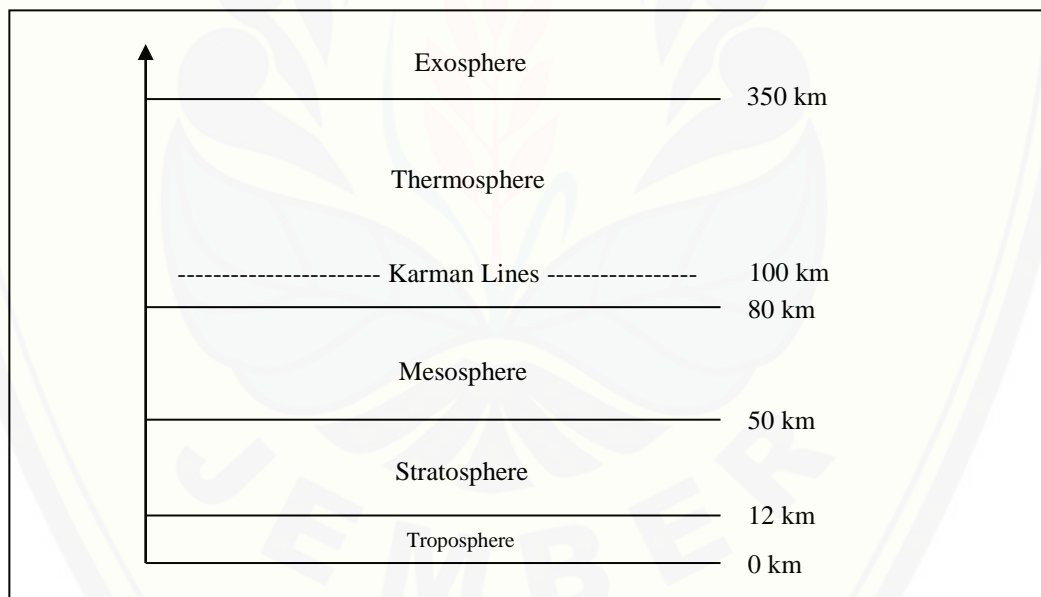 Exosphere
350 km
Thermosphere
-------------------- Karman Lines ---------------- 100 km
80 km
Mesosphere
50 km
Stratosphere
12 km
Troposphere
0 km
JEMBER